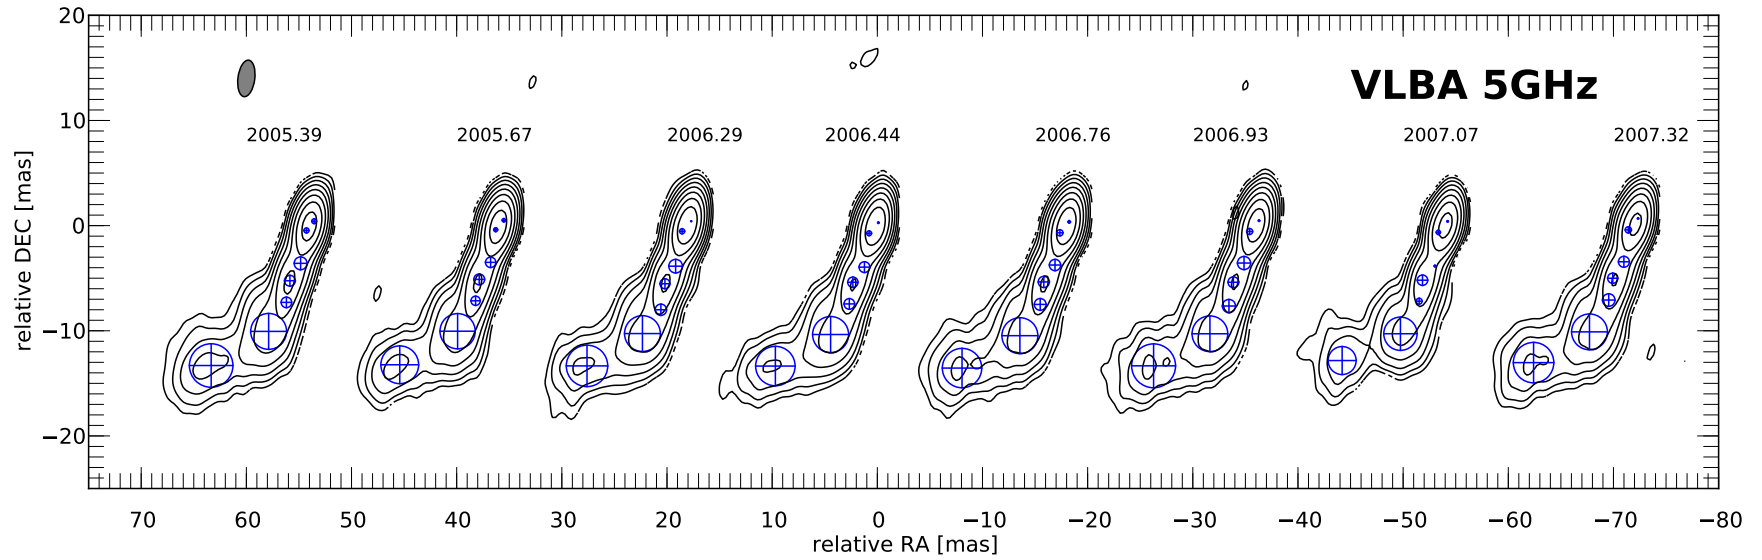 VLBA 5GHz
2005.39 2005.67 2006.29 2006.44 2006.76 2006.93 2007.07 2007.32
relative DEC [mas]
20
10
0
−10
−20
70 60 50 40 30 20 10 0 −10 −20 −30 −40 −50 −60 −70 −80
relative RA [mas]